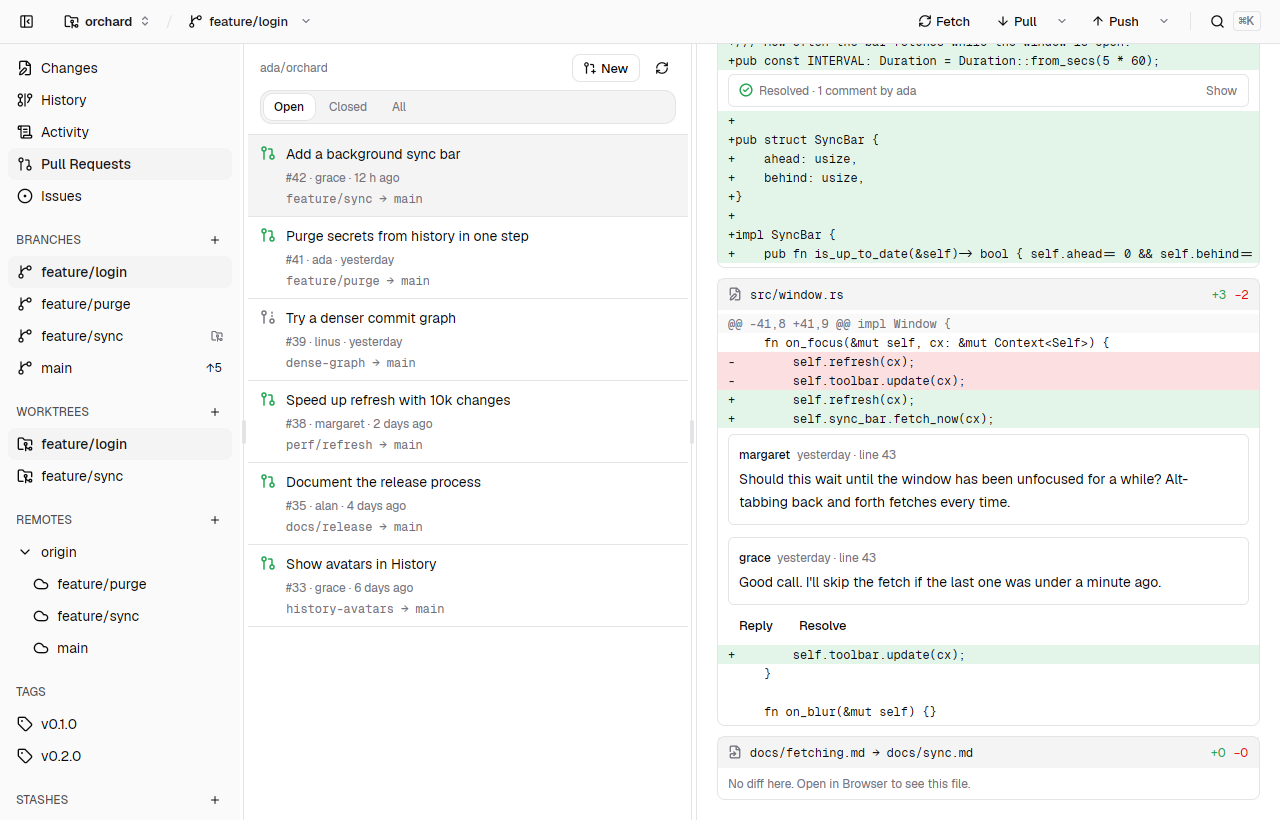 orchard / feature/login Fetch Pull Push ⌘K
Changes
History
Activity
Pull Requests
Issues
BRANCHES +
feature/login
feature/purge
feature/sync
main ↑5
WORKTREES +
feature/login
feature/sync
REMOTES +
origin
feature/purge
feature/sync
main
TAGS
v0.1.0
v0.2.0
STASHES +
ada/orchard New
Open Closed All
Add a background sync bar
#42 · grace · 12 h ago
feature/sync → main
Purge secrets from history in one step
#41 · ada · yesterday
feature/purge → main
Try a denser commit graph
#39 · linus · yesterday
dense-graph → main
Speed up refresh with 10k changes
#38 · margaret · 2 days ago
perf/refresh → main
Document the release process
#35 · alan · 4 days ago
docs/release → main
Show avatars in History
#33 · grace · 6 days ago
history-avatars → main
+/// How often the bar fetches while the window is open.
+pub const INTERVAL: Duration = Duration::from_secs(5 * 60);
Resolved · 1 comment by ada Show
+
+pub struct SyncBar {
+    ahead: usize,
+    behind: usize,
+}
+
+impl SyncBar {
+    pub fn is_up_to_date(&self) -> bool { self.ahead == 0 && self.behind ==
src/window.rs +3 −2
@@ -41,8 +41,9 @@ impl Window {
fn on_focus(&mut self, cx: &mut Context<Self>) {
-        self.refresh(cx);
-        self.toolbar.update(cx);
+        self.refresh(cx);
+        self.sync_bar.fetch_now(cx);
margaret yesterday · line 43
Should this wait until the window has been unfocused for a while? Alt-
tabbing back and forth fetches every time.
grace yesterday · line 43
Good call. I'll skip the fetch if the last one was under a minute ago.
Reply Resolve
+        self.toolbar.update(cx);
}
fn on_blur(&mut self) {}
docs/fetching.md → docs/sync.md +0 −0
No diff here. Open in Browser to see this file.